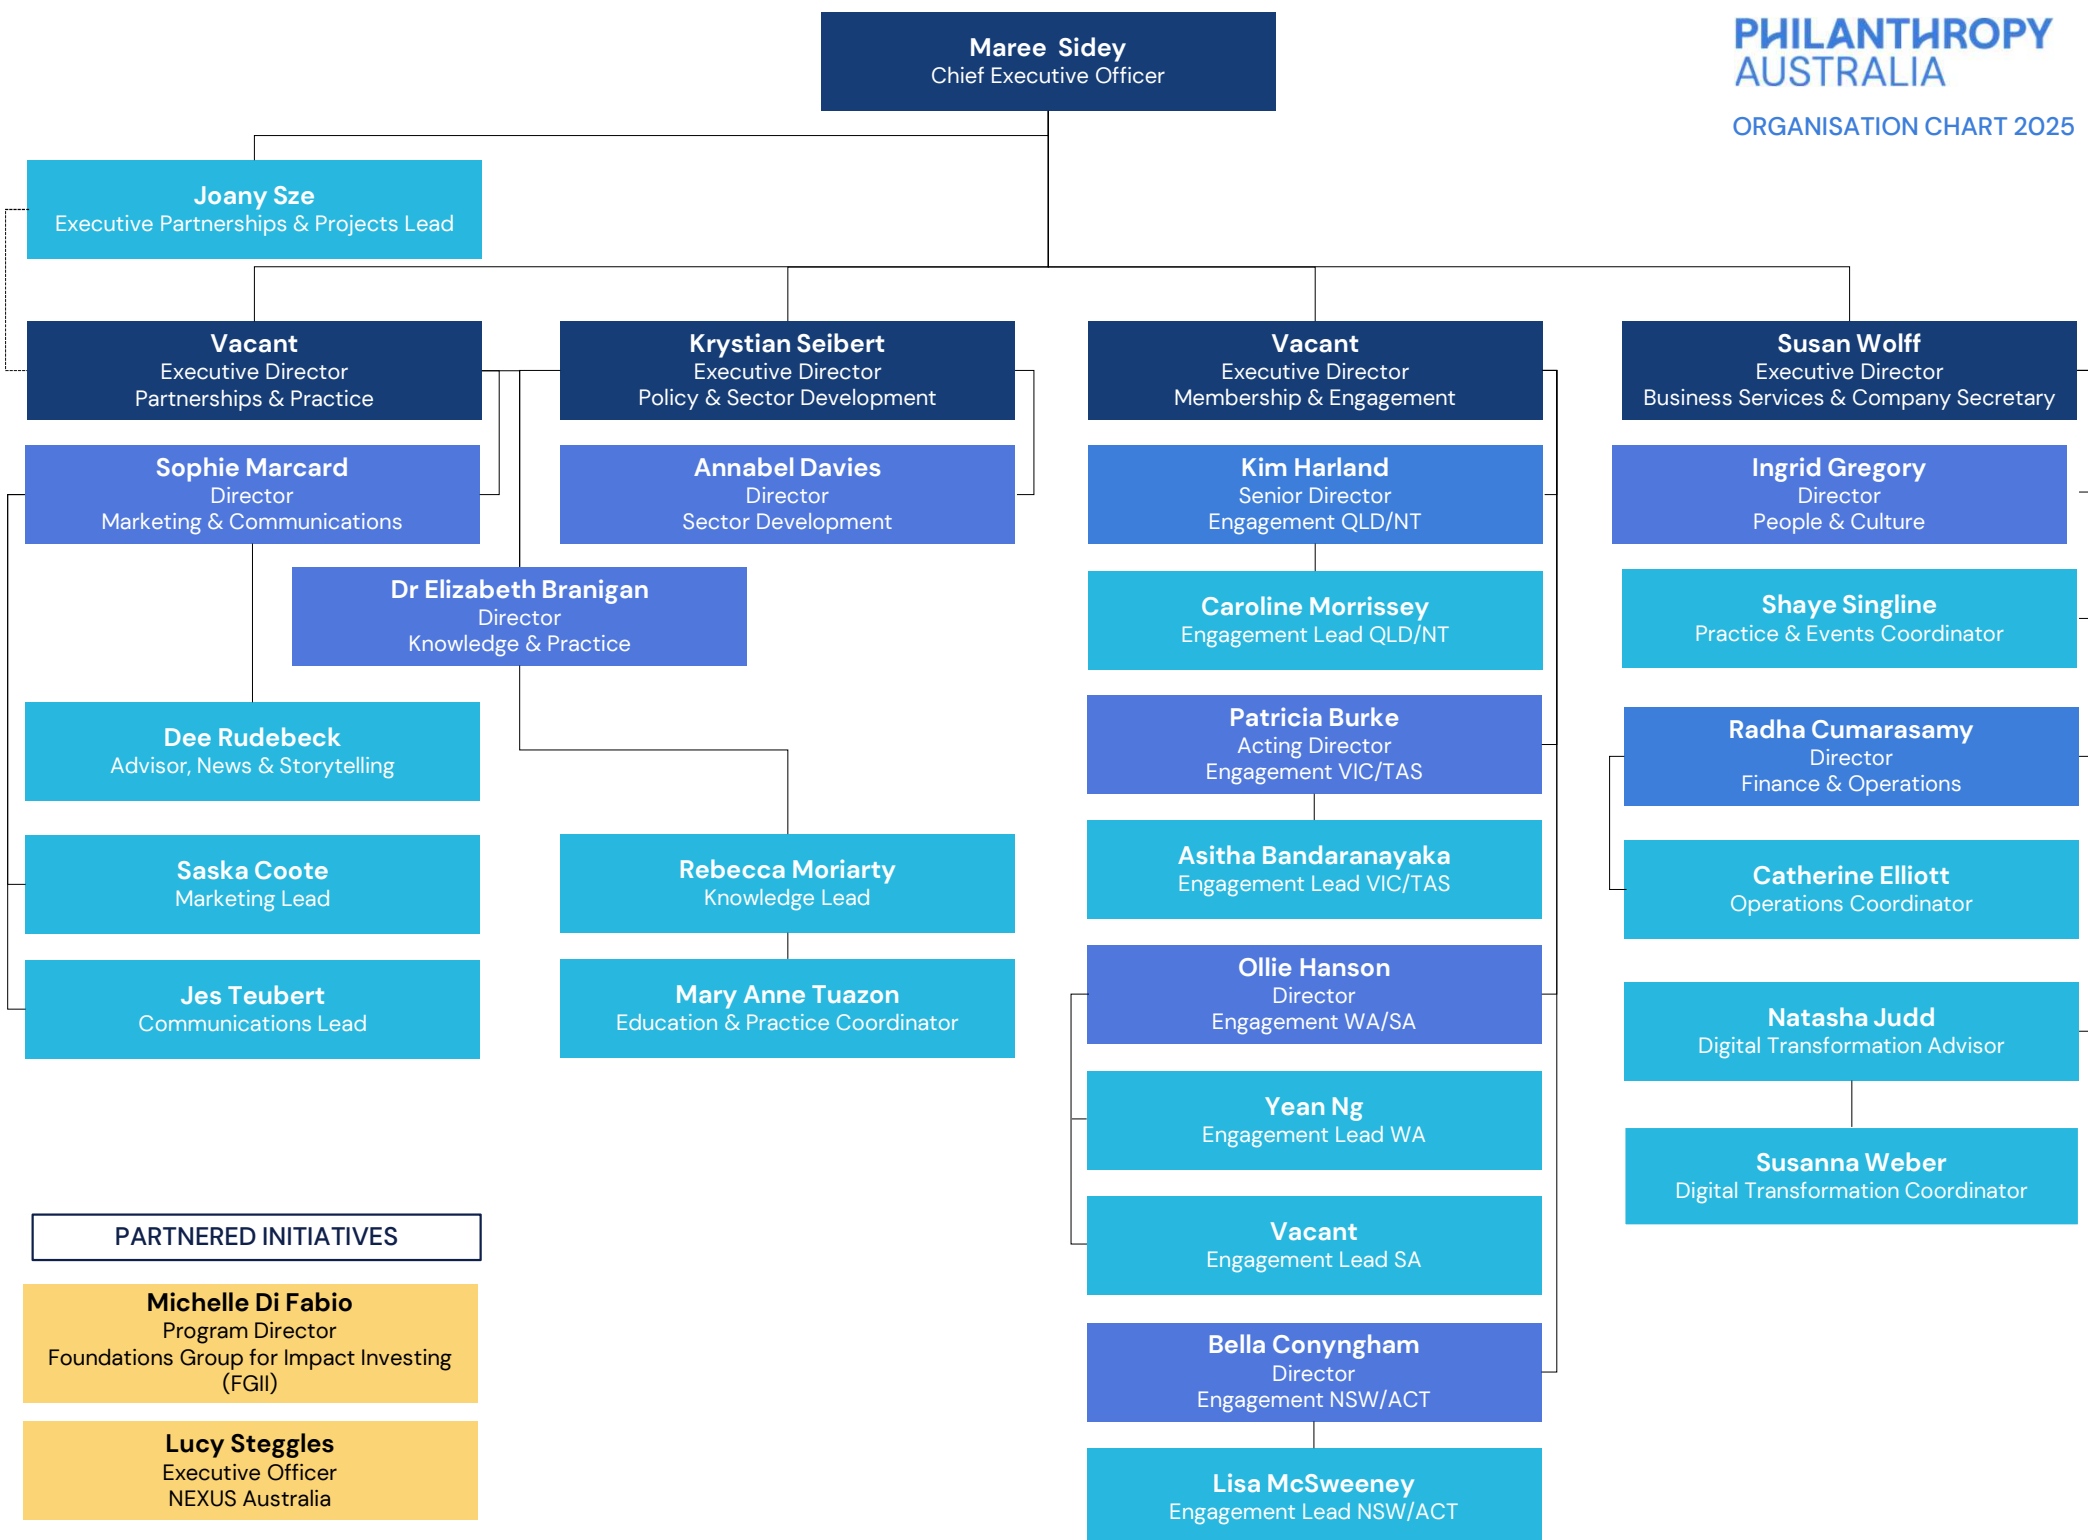 Maree Sidey
Chief Executive Officer
PHILANTHROPY
AUSTRALIA
ORGANISATION CHART 2025
Joany Sze
Executive Partnerships & Projects Lead
Vacant
Executive Director
Partnerships & Practice
Krystian Seibert
Executive Director
Policy & Sector Development
Vacant
Executive Director
Membership & Engagement
Susan Wolff
Executive Director
Business Services & Company Secretary
Sophie Marcard
Director
Marketing & Communications
Annabel Davies
Director
Sector Development
Kim Harland
Senior Director
Engagement QLD/NT
Ingrid Gregory
Director
People & Culture
Dr Elizabeth Branigan
Director
Knowledge & Practice
Caroline Morrissey
Engagement Lead QLD/NT
Shaye Singline
Practice & Events Coordinator
Dee Rudebeck
Advisor, News & Storytelling
Patricia Burke
Acting Director
Engagement VIC/TAS
Radha Cumarasamy
Director
Finance & Operations
Saska Coote
Marketing Lead
Rebecca Moriarty
Knowledge Lead
Asitha Bandaranayaka
Engagement Lead VIC/TAS
Catherine Elliott
Operations Coordinator
Jes Teubert
Communications Lead
Mary Anne Tuazon
Education & Practice Coordinator
Ollie Hanson
Director
Engagement WA/SA
Natasha Judd
Digital Transformation Advisor
Yean Ng
Engagement Lead WA
Susanna Weber
Digital Transformation Coordinator
Vacant
Engagement Lead SA
PARTNERED INITIATIVES
Michelle Di Fabio
Program Director
Foundations Group for Impact Investing
(FGII)
Bella Conyngham
Director
Engagement NSW/ACT
Lucy Steggles
Executive Officer
NEXUS Australia
Lisa McSweeney
Engagement Lead NSW/ACT